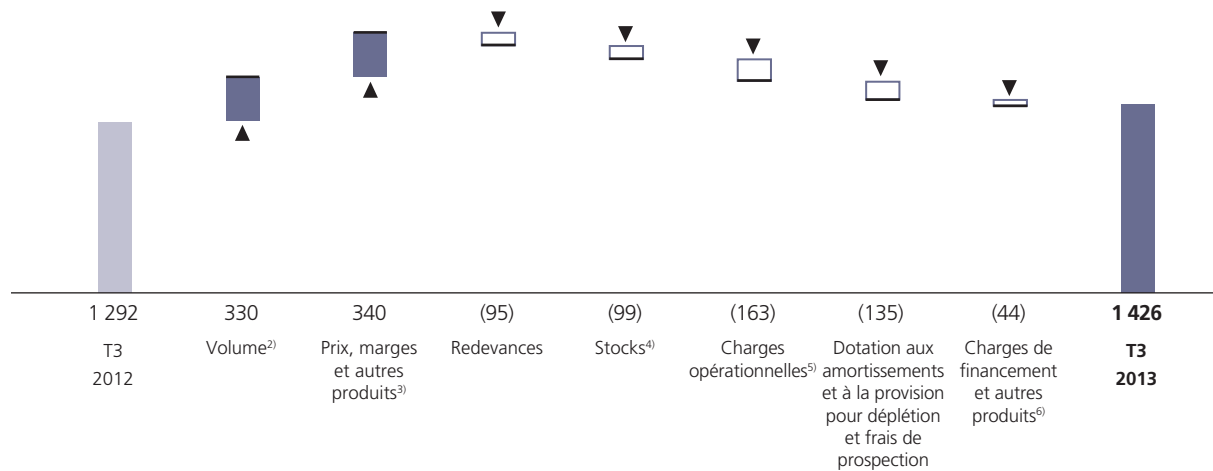 1 292
330
340
(95)
(99)
(163)
(135)
(44)
1 426
T3
2012
Volume2)
Prix, marges
et autres
produits3)
Redevances
Stocks4)
Charges
opérationnelles5)
Dotation aux
amortissements
et à la provision
pour déplétion
et frais de
prospection
Charges de
financement
et autres
produits6)
T3
2013